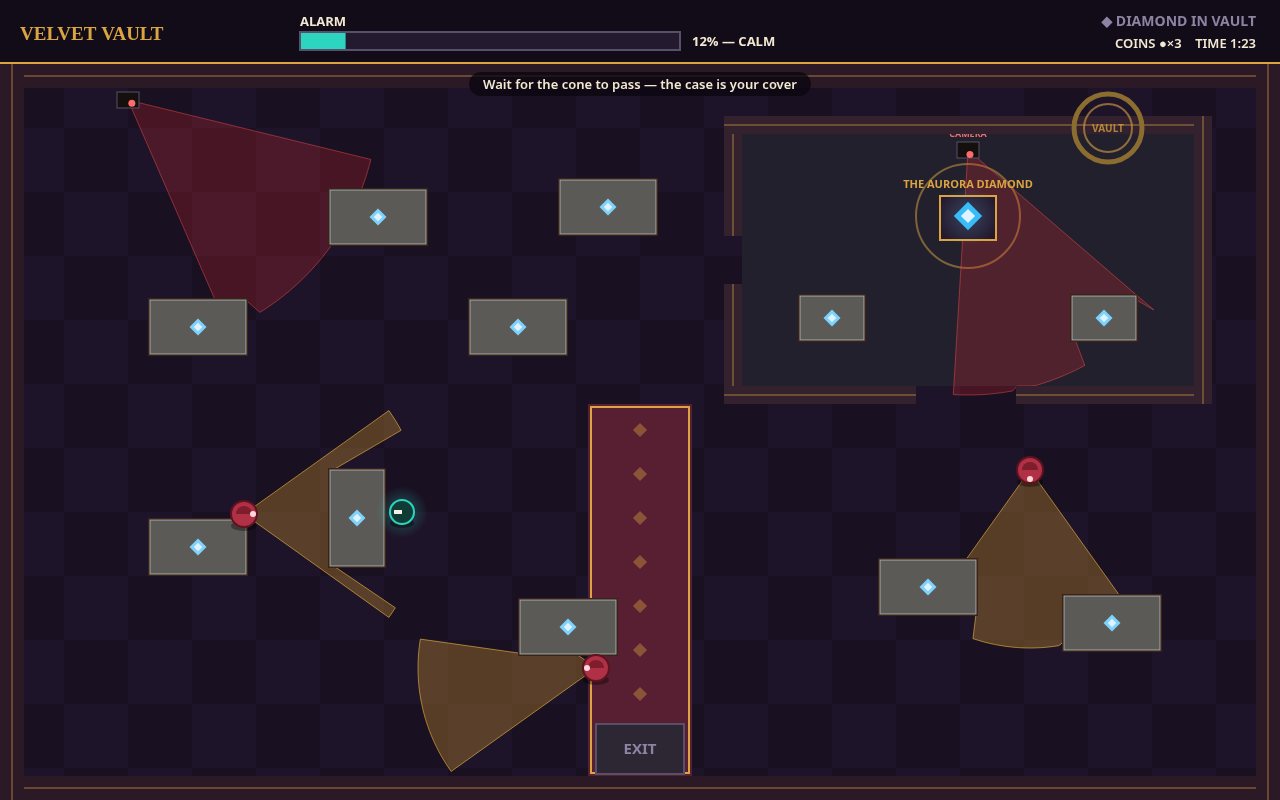 VELVET VAULT
ALARM
12% — CALM
◆ DIAMOND IN VAULT
COINS ●×3 TIME 1:23
Wait for the cone to pass — the case is your cover
VAULT
CAMERA
THE AURORA DIAMOND
EXIT